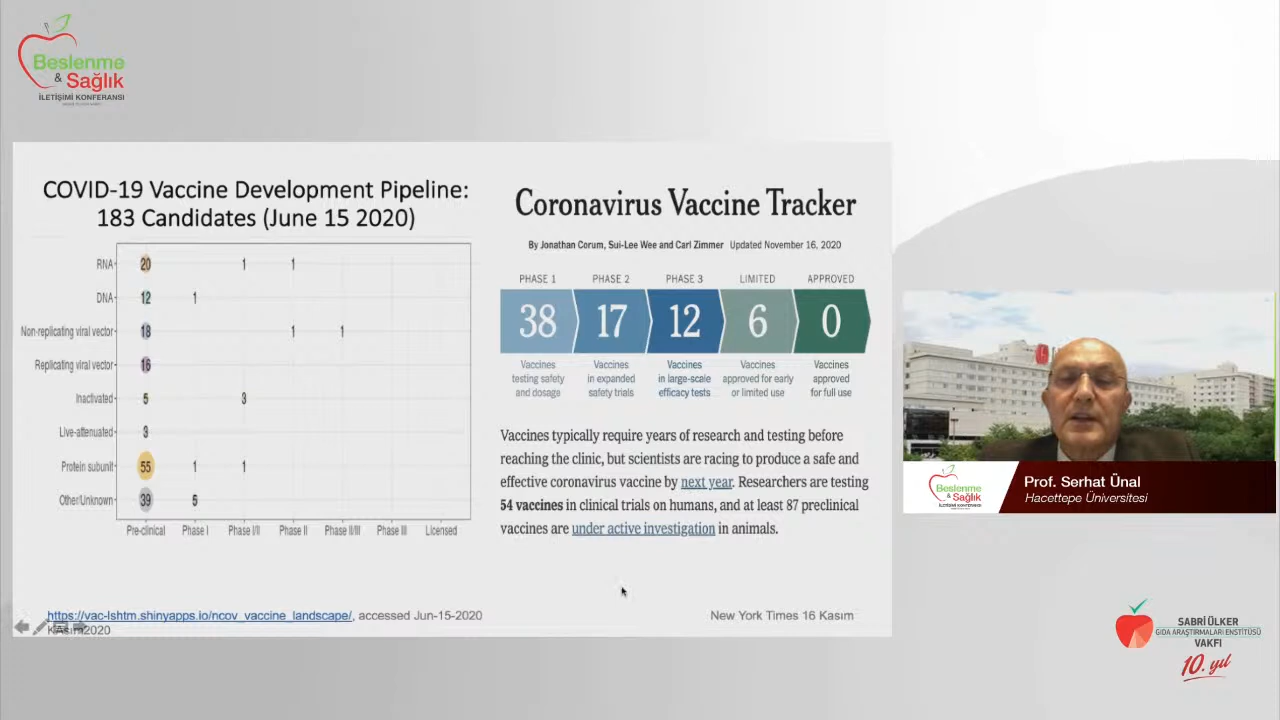 Beslenme
& Sağlık
İLETİŞİMİ KONFERANSI
COVID-19 Vaccine Development Pipeline:
183 Candidates (June 15 2020)
RNA 20 1 1
DNA 12 1
Non-replicating viral vector 18 1 1
Replicating viral vector 16
Inactivated 5 3
Live-attenuated 3
Protein subunit 55 1 1
Other/Unknown 39 5
Pre-clinical Phase I Phase I/II Phase II Phase II/III Phase III Licensed
https://vac-lshtm.shinyapps.io/ncov_vaccine_landscape/, accessed Jun-15-2020
KAsım2020
Coronavirus Vaccine Tracker
By Jonathan Corum, Sui-Lee Wee and Carl Zimmer Updated November 16, 2020
PHASE 1 PHASE 2 PHASE 3 LIMITED APPROVED
38 17 12 6 0
Vaccines Vaccines Vaccines Vaccines Vaccines
testing safety in expanded in large-scale approved for early approved
and dosage safety trials efficacy tests or limited use for full use
Vaccines typically require years of research and testing before
reaching the clinic, but scientists are racing to produce a safe and
effective coronavirus vaccine by next year. Researchers are testing
54 vaccines in clinical trials on humans, and at least 87 preclinical
vaccines are under active investigation in animals.
New York Times 16 Kasım
Beslenme
& Sağlık
İLETİŞİMİ KONFERANSI
Prof. Serhat Ünal
Hacettepe Üniversitesi
SABRİ ÜLKER
GIDA ARAŞTIRMALARI ENSTİTÜSÜ
VAKFI
10. yıl